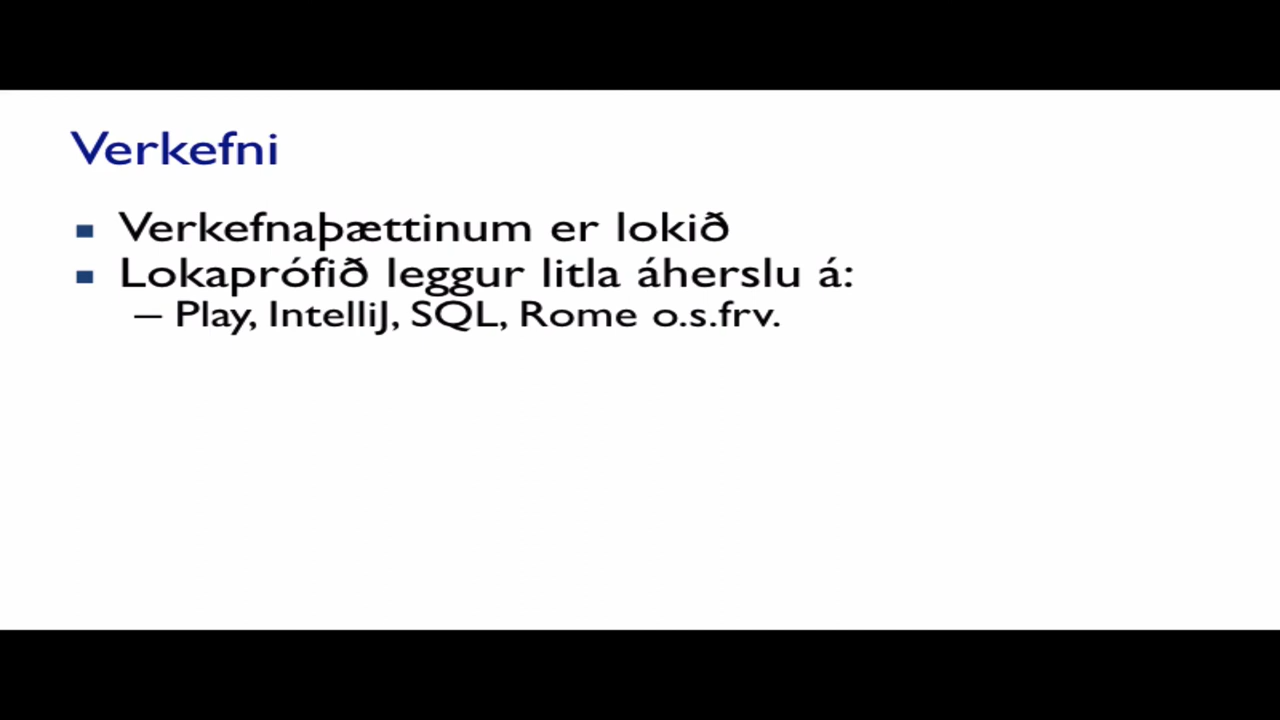 Verkefni
Verkefnaþættinum er lokið
Lokaprófið leggur litla áherslu á:
– Play, IntelliJ, SQL, Rome o.s.frv.